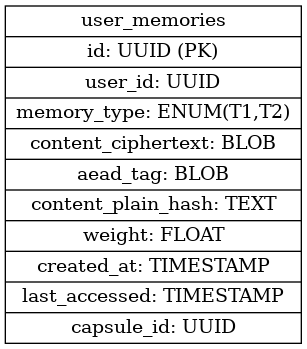 user_memories
id: UUID (PK)
user_id: UUID
memory_type: ENUM(T1,T2)
content_ciphertext: BLOB
aead_tag: BLOB
content_plain_hash: TEXT
weight: FLOAT
created_at: TIMESTAMP
last_accessed: TIMESTAMP
capsule_id: UUID